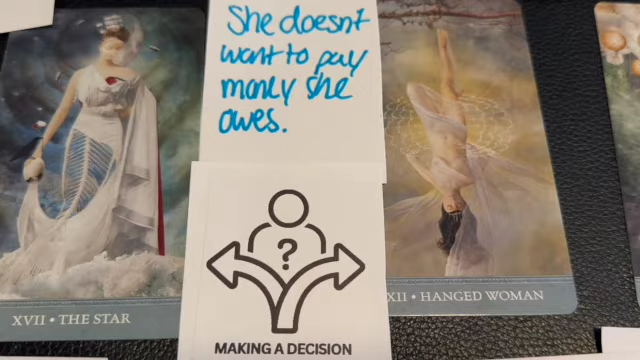 She doesn't
want to pay
money she
owes.
?
MAKING A DECISION
XVII • THE STAR
XII • HANGED WOMAN